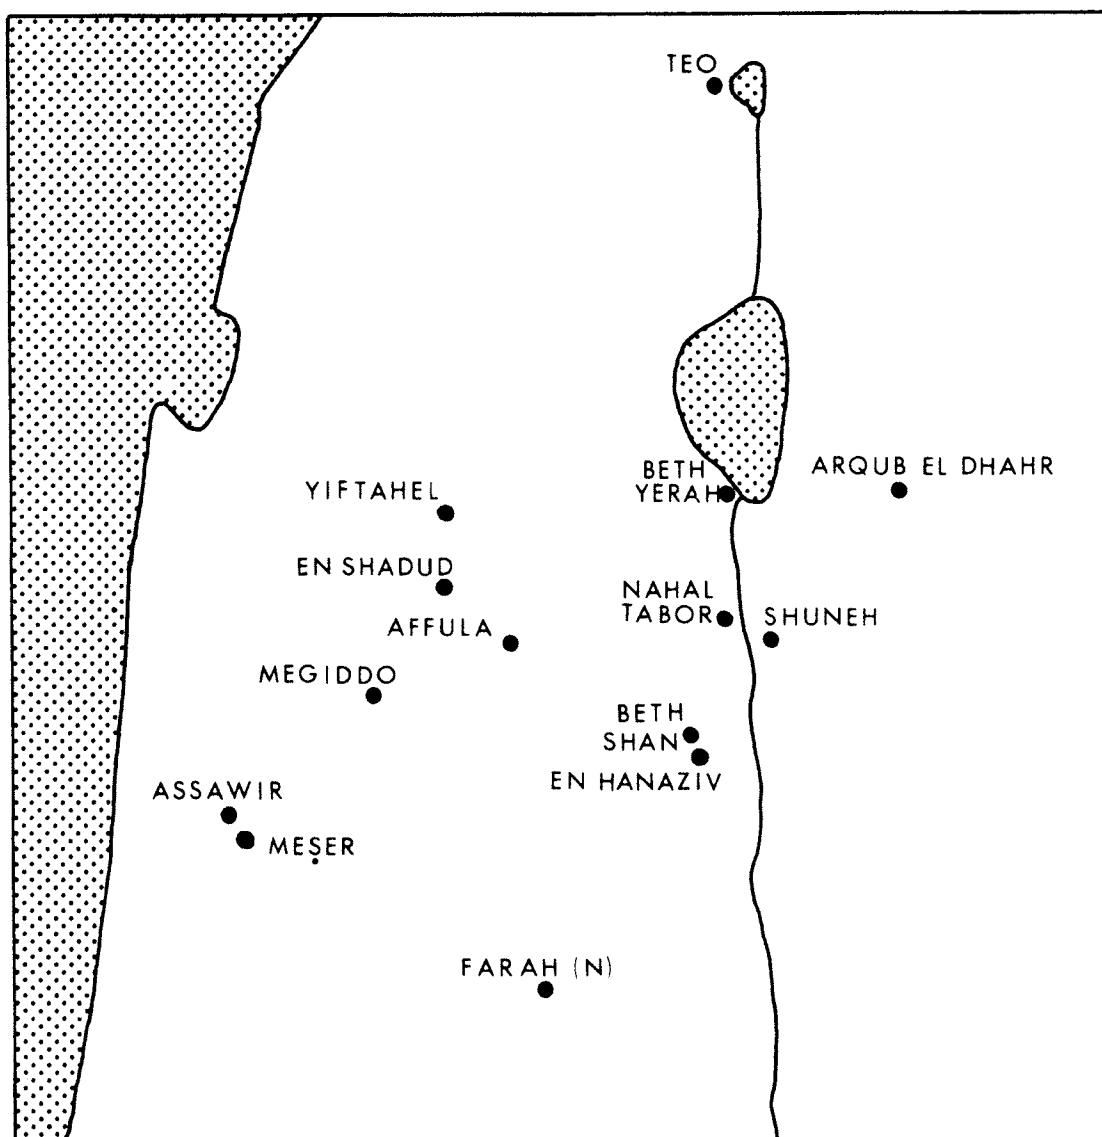 TEO
BETH
YERAH
ARQUB EL DHAHR
YIFTAHEL
EN SHADUD
NAHAL
TABOR
SHUNEH
AFFULA
MEGIDDO
BETH
SHAN
EN HANAZIV
ASSAWIR
MEṢER
FARAH (N)